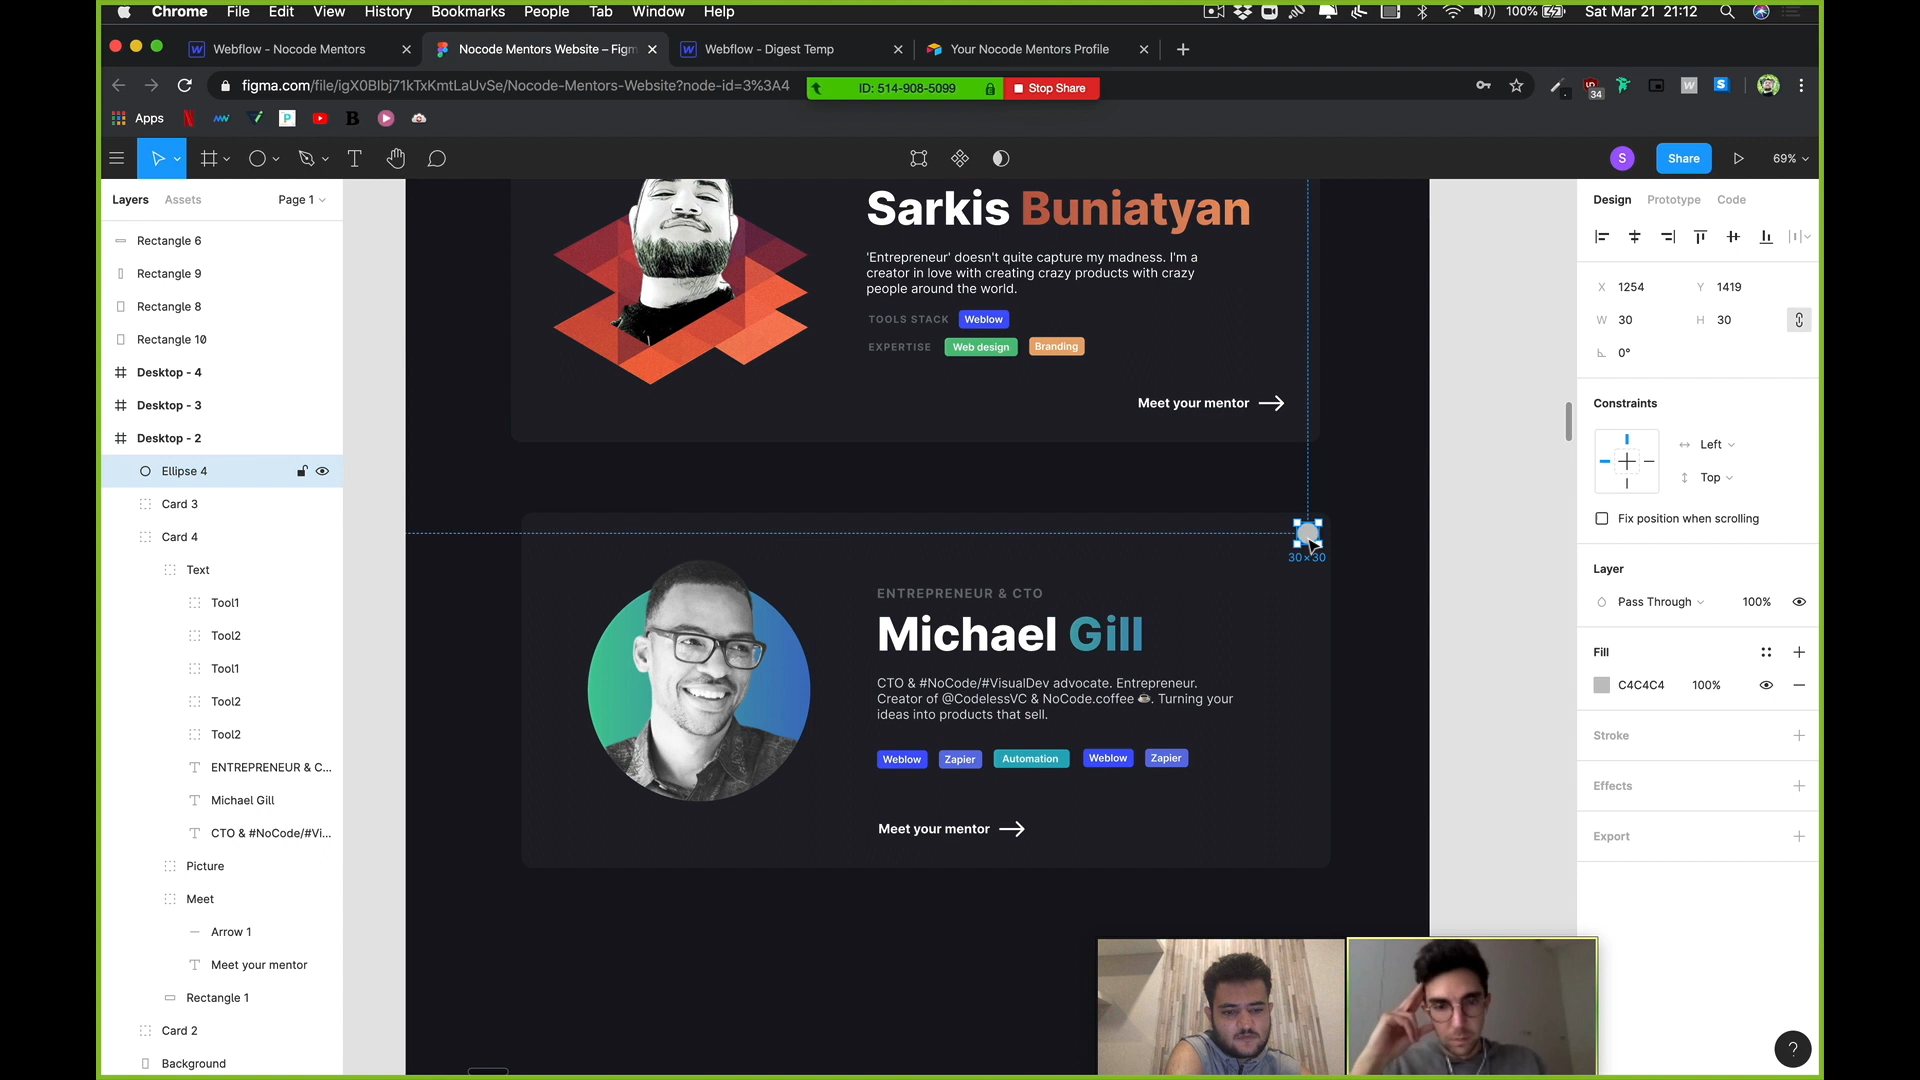 Chrome File Edit View History Bookmarks People Tab Window Help 100% Sat Mar 21 21:12
Webflow - Nocode Mentors
Nocode Mentors Website – Figm
Webflow - Digest Temp
Your Nocode Mentors Profile
figma.com/file/igX0BIbj71kTxKmtLaUvSe/Nocode-Mentors-Website?node-id=3%3A4
ID: 514-908-5099
Stop Share
34
Apps
S
Share
69%
Layers
Assets
Page 1
Rectangle 6
Rectangle 9
Rectangle 8
Rectangle 10
Desktop - 4
Desktop - 3
Desktop - 2
Ellipse 4
Card 3
Card 4
Text
Tool1
Tool2
Tool1
Tool2
Tool2
ENTREPRENEUR & C...
Michael Gill
CTO & #NoCode/#Vi...
Picture
Meet
Arrow 1
Meet your mentor
Rectangle 1
Card 2
Background
Sarkis Buniatyan
'Entrepreneur' doesn't quite capture my madness. I'm a
creator in love with creating crazy products with crazy
people around the world.
TOOLS STACK Weblow
EXPERTISE Web design Branding
Meet your mentor
30×30
ENTREPRENEUR & CTO
Michael Gill
CTO & #NoCode/#VisualDev advocate. Entrepreneur.
Creator of @CodelessVC & NoCode.coffee ☕. Turning your
ideas into products that sell.
Weblow Zapier Automation Weblow Zapier
Meet your mentor
Design
Prototype
Code
X 1254 Y 1419
W 30 H 30
0°
Constraints
Left
Top
Fix position when scrolling
Layer
Pass Through 100%
Fill
C4C4C4 100%
Stroke
Effects
Export
?